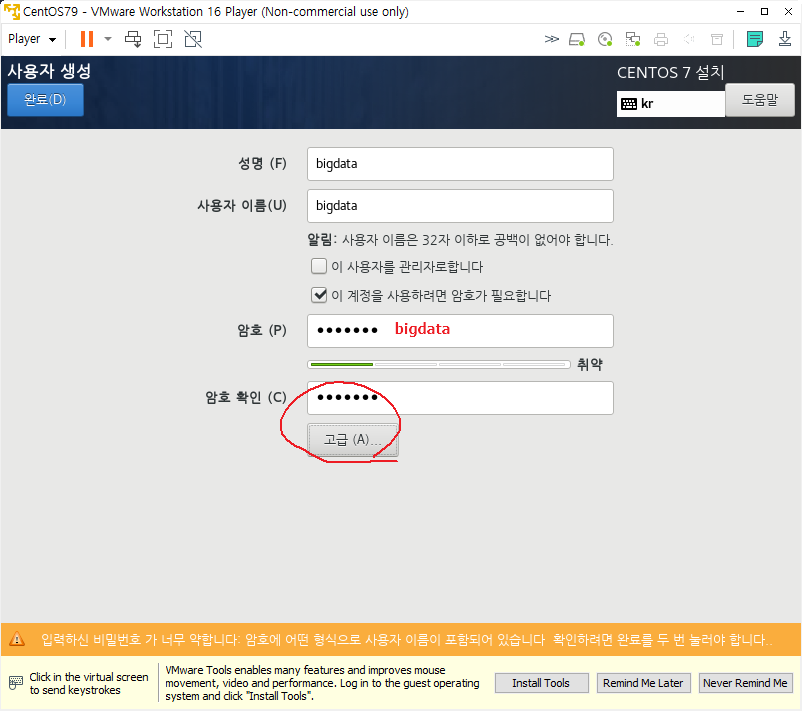 CentOS79 - VMware Workstation 16 Player (Non-commercial use only)
Player
사용자 생성
CENTOS 7 설치
완료(D)
kr
도움말
성명 (F)
bigdata
사용자 이름(U)
bigdata
알림: 사용자 이름은 32자 이하로 공백이 없어야 합니다.
이 사용자를 관리자로합니다
이 계정을 사용하려면 암호가 필요합니다
암호 (P)
●●●●●●●
bigdata
취약
암호 확인 (C)
●●●●●●●
고급 (A)...
입력하신 비밀번호 가 너무 약합니다: 암호에 어떤 형식으로 사용자 이름이 포함되어 있습니다 확인하려면 완료를 두 번 눌러야 합니다..
Click in the virtual screen
to send keystrokes
VMware Tools enables many features and improves mouse
movement, video and performance. Log in to the guest operating
system and click "Install Tools".
Install Tools
Remind Me Later
Never Remind Me